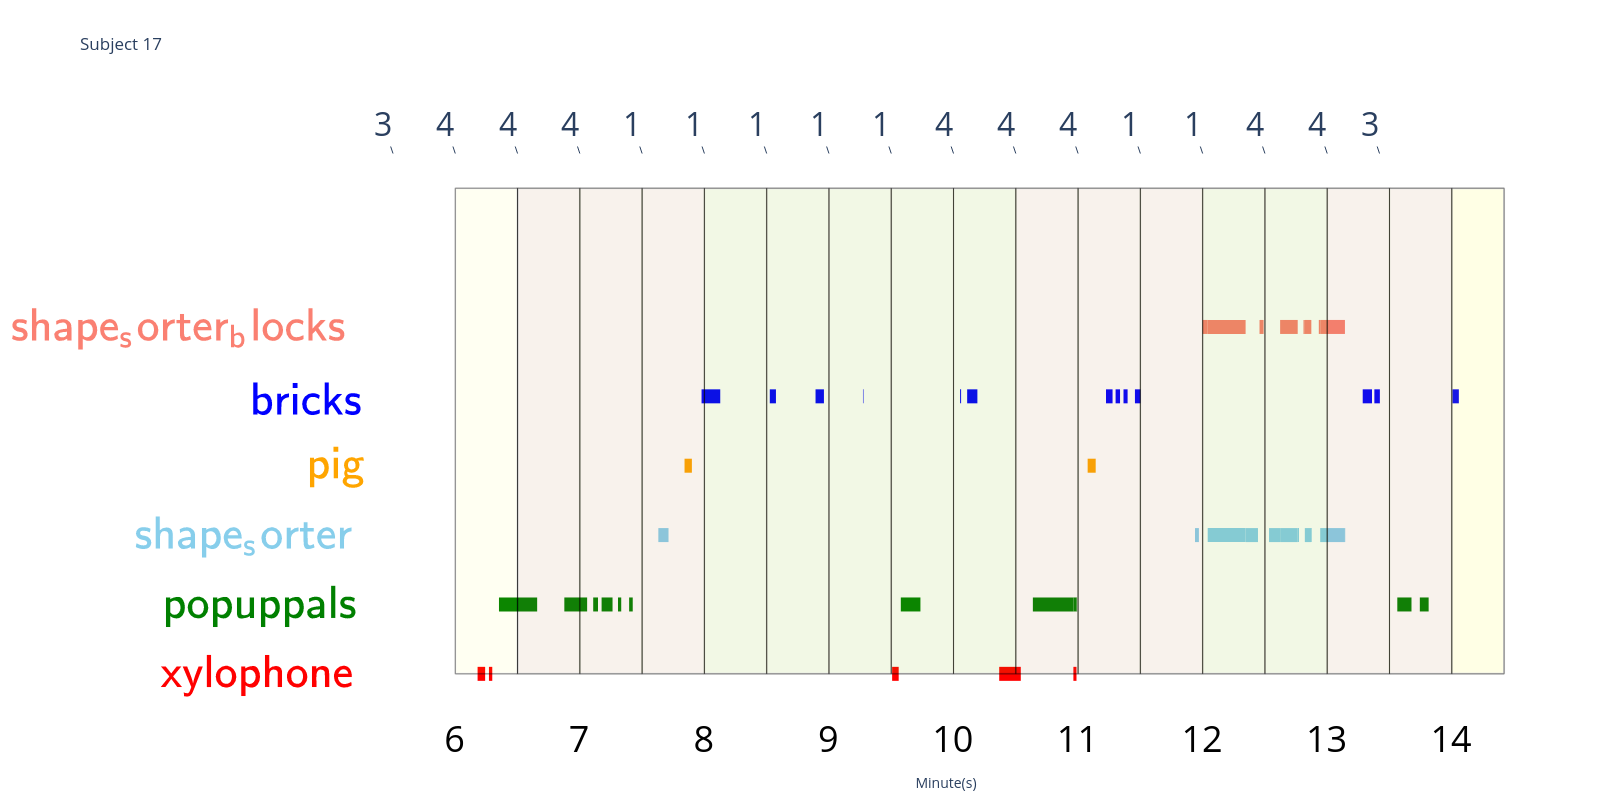 Subject 17
3 4 4 4 1 1 1 1 1 4 4 4 1 1 4 4 3
shapesorterblocks
bricks
pig
shapesorter
popuppals
xylophone
6 7 8 9 10 11 12 13 14
Minute(s)